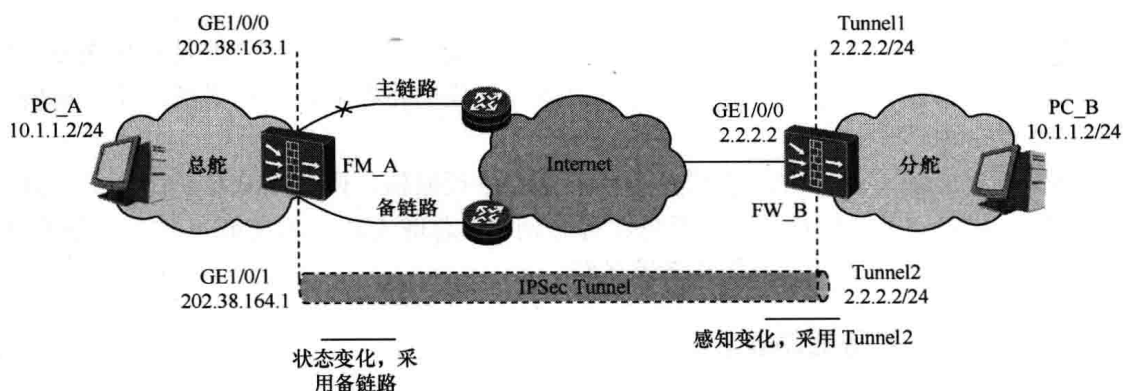 GE1/0/0
202.38.163.1
Tunnel1
2.2.2.2/24
主链路
PC_A
10.1.1.2/24
GE1/0/0
2.2.2.2
PC_B
10.1.1.2/24
总舵
FM_A
Internet
分舵
备链路
FW_B
GE1/0/1
202.38.164.1
IPSec Tunnel
Tunnel2
2.2.2.2/24
状态变化，采
用备链路
感知变化，采用 Tunnel2